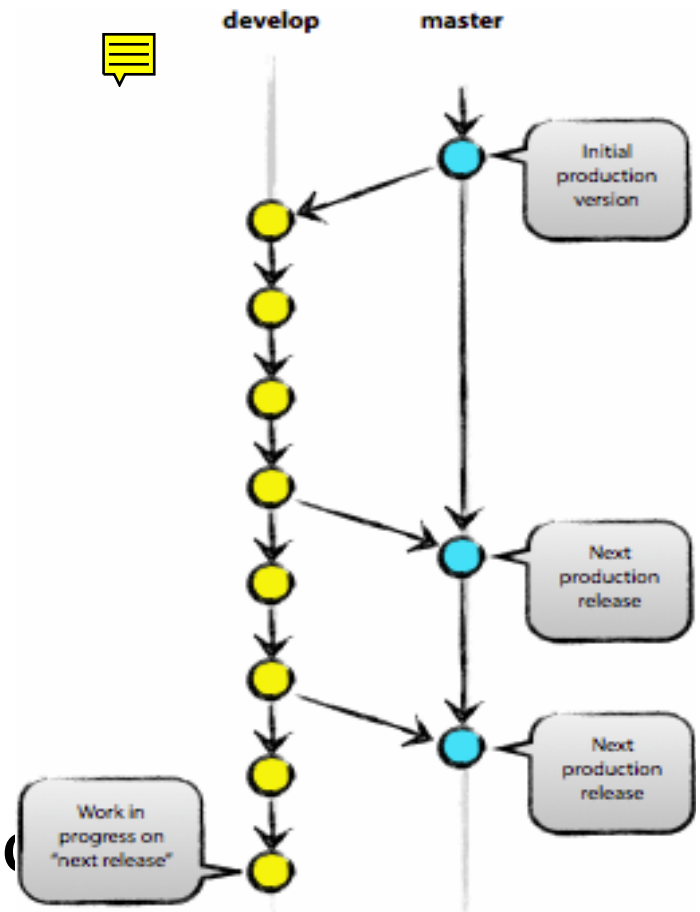 develop
master
Initial
production
version
Next
production
release
Next
production
release
Work in
progress on
"next release"